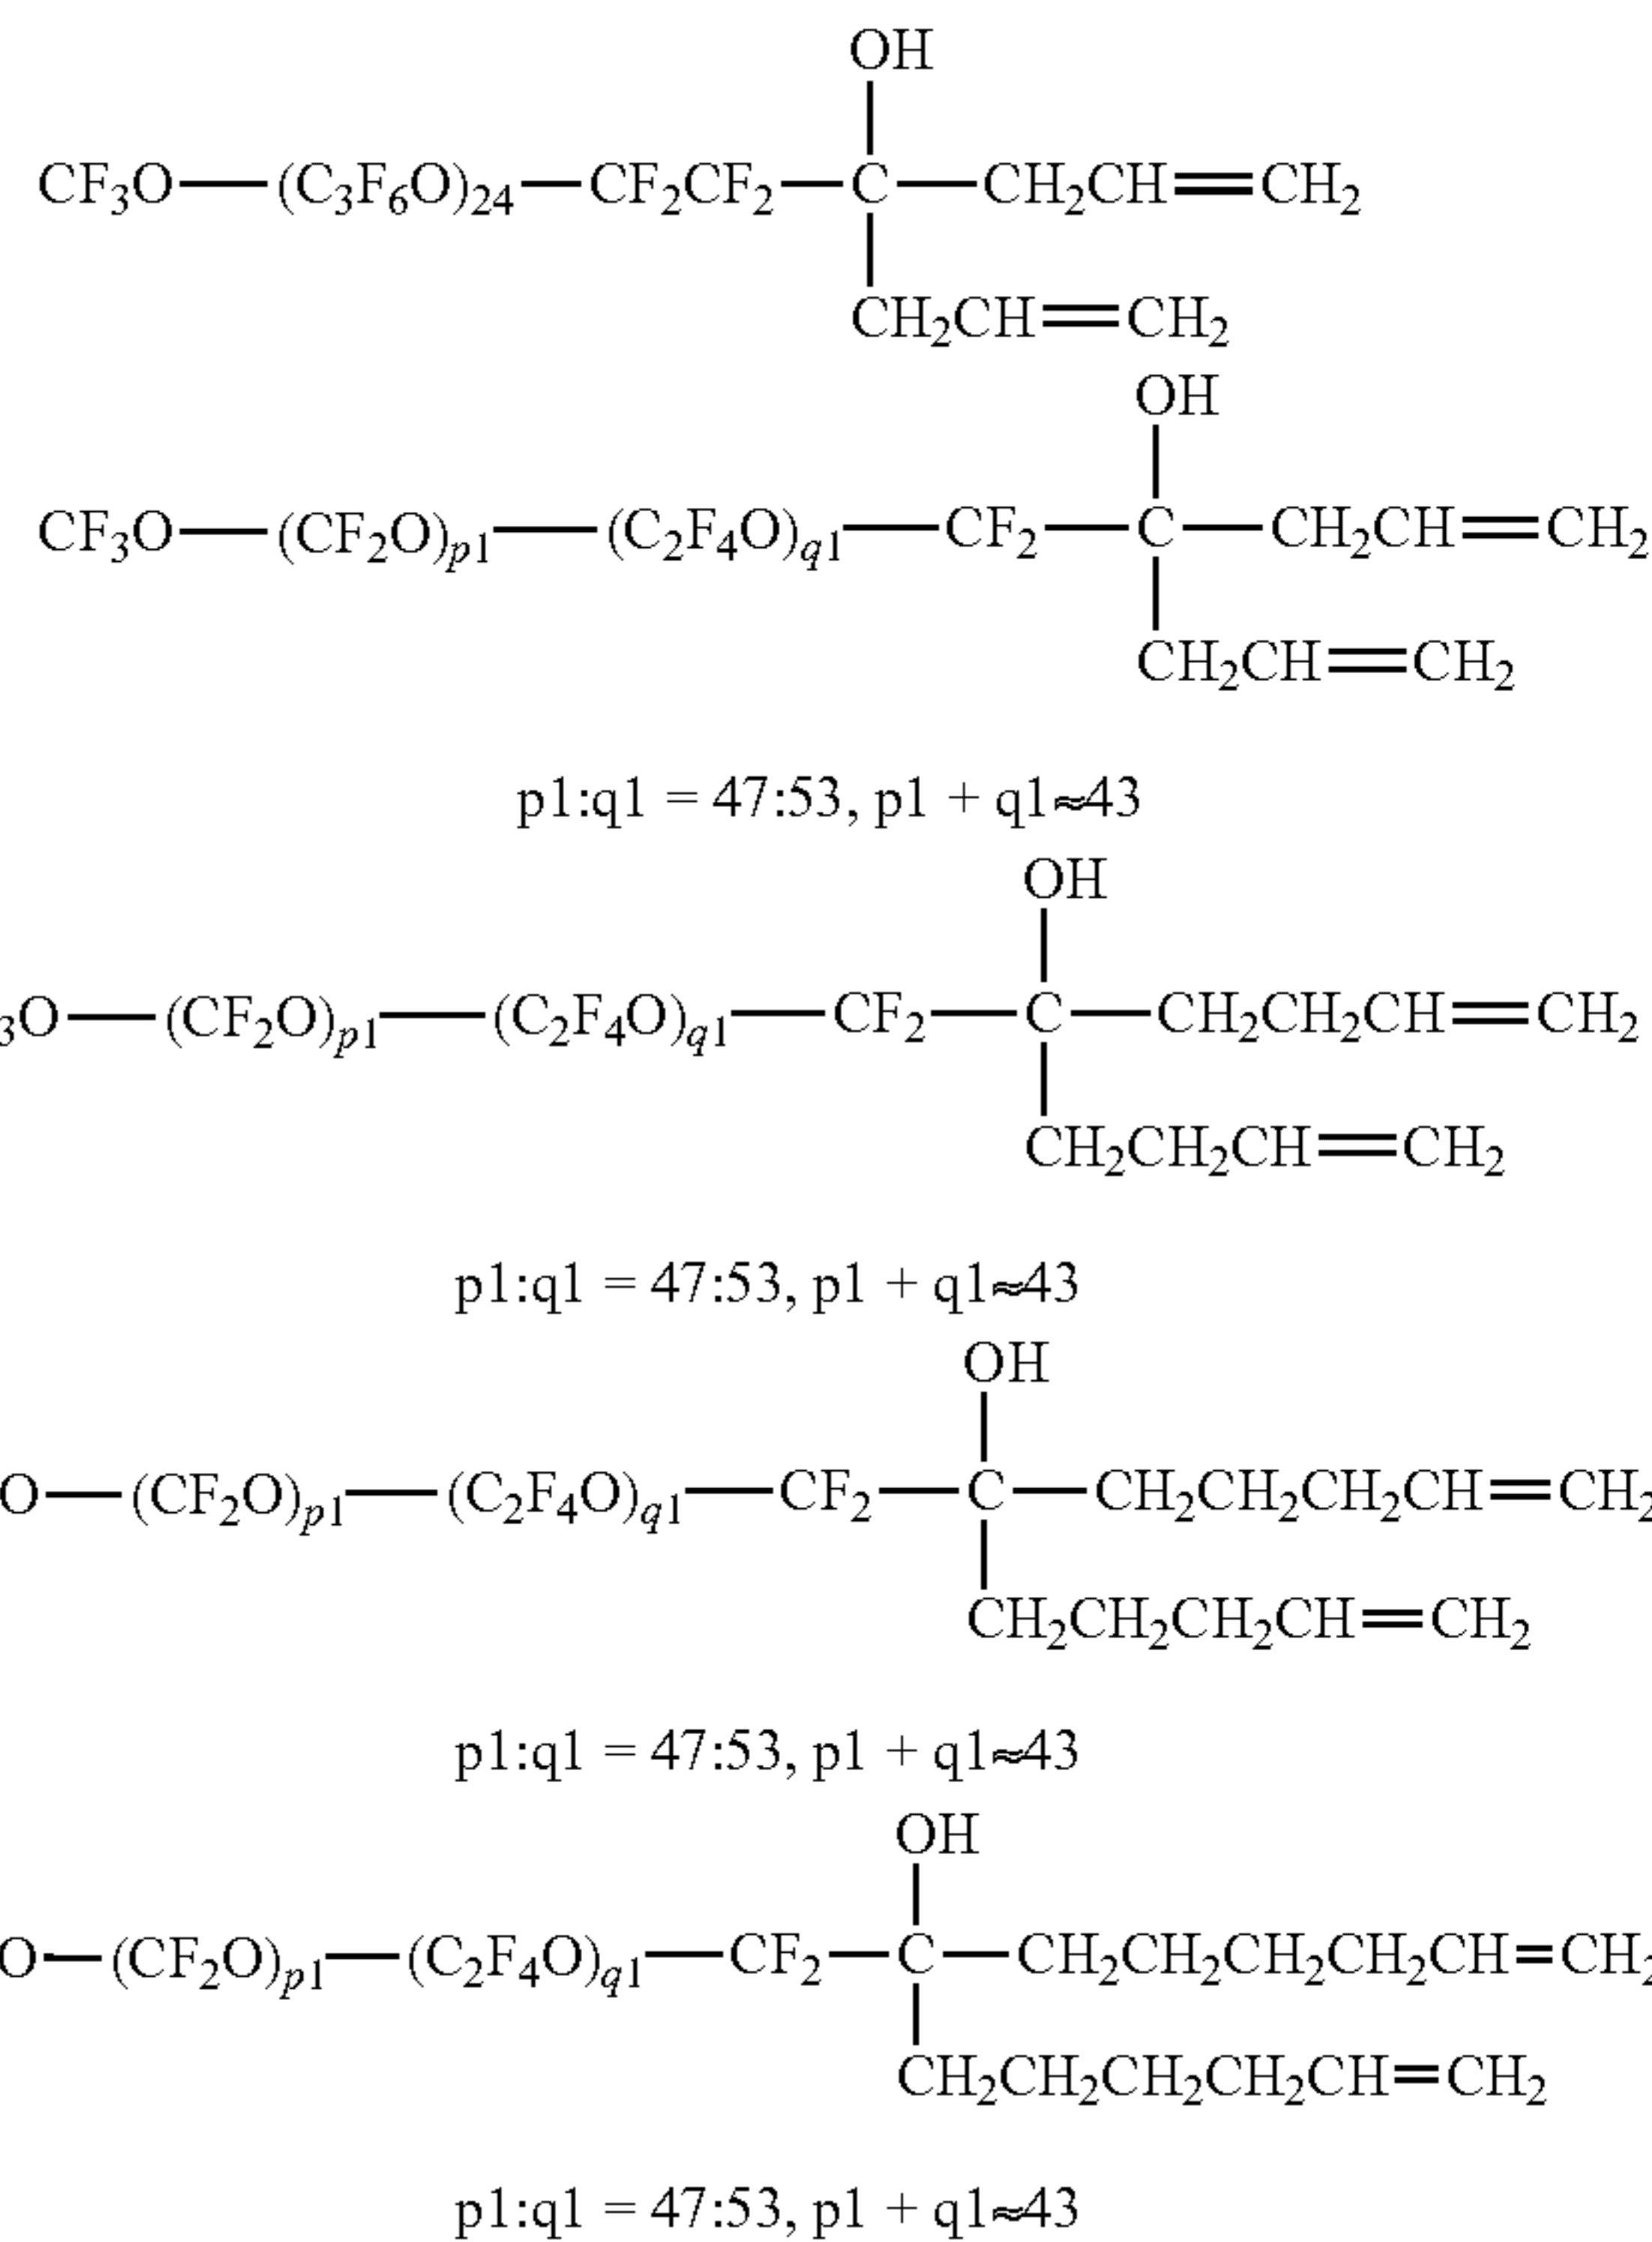 OH
CF₃O—(C₃F₆O)₂₄—CF₂CF₂—C—CH₂CH=CH₂
CH₂CH=CH₂
OH
CF₃O—(CF₂O)p1—(C₂F₄O)q1—CF₂—C—CH₂CH=CH₂
CH₂CH=CH₂
p1:q1 = 47:53, p1 + q1≈43
OH
₃O—(CF₂O)p1—(C₂F₄O)q1—CF₂—C—CH₂CH₂CH=CH₂
CH₂CH₂CH=CH₂
p1:q1 = 47:53, p1 + q1≈43
OH
O—(CF₂O)p1—(C₂F₄O)q1—CF₂—C—CH₂CH₂CH₂CH=CH₂
CH₂CH₂CH₂CH=CH₂
p1:q1 = 47:53, p1 + q1≈43
OH
O—(CF₂O)p1—(C₂F₄O)q1—CF₂—C—CH₂CH₂CH₂CH₂CH=CH₂
CH₂CH₂CH₂CH₂CH=CH₂
p1:q1 = 47:53, p1 + q1≈43